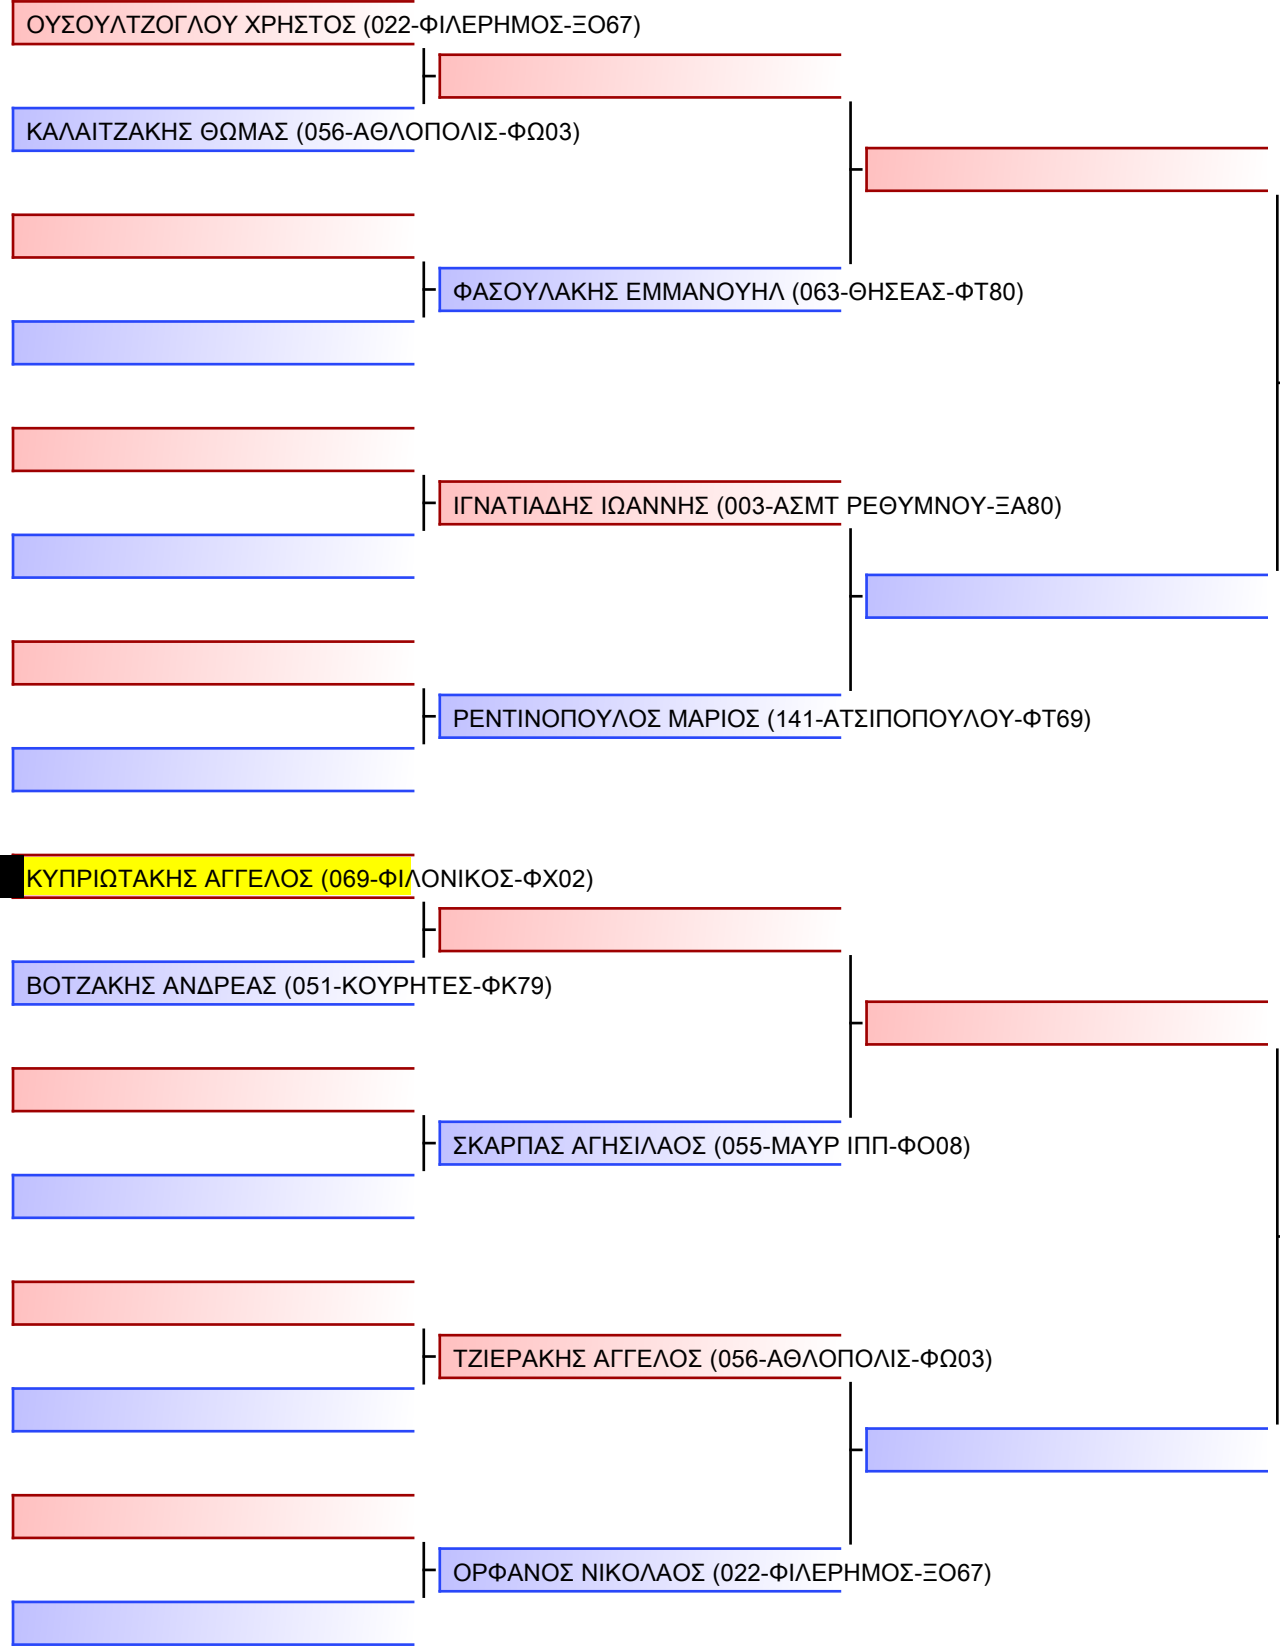 ΟΥΣΟΥΛΤΖΟΓΛΟΥ ΧΡΗΣΤΟΣ (022-ΦΙΛΕΡΗΜΟΣ-ΞΟ67)
ΚΑΛΑΙΤΖΑΚΗΣ ΘΩΜΑΣ (056-ΑΘΛΟΠΟΛΙΣ-ΦΩ03)
ΦΑΣΟΥΛΑΚΗΣ ΕΜΜΑΝΟΥΗΛ (063-ΘΗΣΕΑΣ-ΦΤ80)
ΙΓΝΑΤΙΑΔΗΣ ΙΩΑΝΝΗΣ (003-ΑΣΜΤ ΡΕΘΥΜΝΟΥ-ΞΑ80)
ΡΕΝΤΙΝΟΠΟΥΛΟΣ ΜΑΡΙΟΣ (141-ΑΤΣΙΠΟΠΟΥΛΟΥ-ΦΤ69)
ΚΥΠΡΙΩΤΑΚΗΣ ΑΓΓΕΛΟΣ (069-ΦΙΛΟΝΙΚΟΣ-ΦΧ02)
ΒΟΤΖΑΚΗΣ ΑΝΔΡΕΑΣ (051-ΚΟΥΡΗΤΕΣ-ΦΚ79)
ΣΚΑΡΠΑΣ ΑΓΗΣΙΛΑΟΣ (055-ΜΑΥΡ ΙΠΠ-ΦΟ08)
ΤΖΙΕΡΑΚΗΣ ΑΓΓΕΛΟΣ (056-ΑΘΛΟΠΟΛΙΣ-ΦΩ03)
ΟΡΦΑΝΟΣ ΝΙΚΟΛΑΟΣ (022-ΦΙΛΕΡΗΜΟΣ-ΞΟ67)